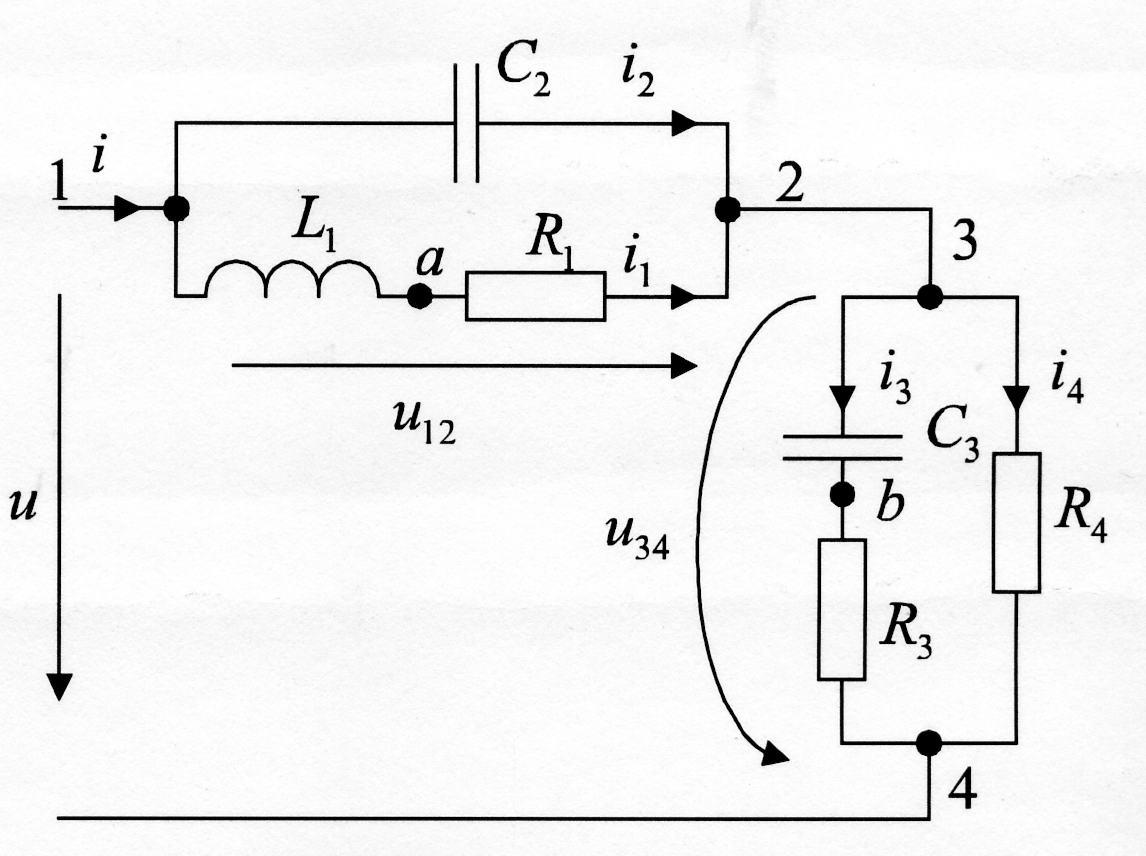 C₂
i₂
i
1
2
L₁
a
R₁
i₁
3
i₃
i₄
u₁₂
C₃
u
b
R₄
u₃₄
R₃
4